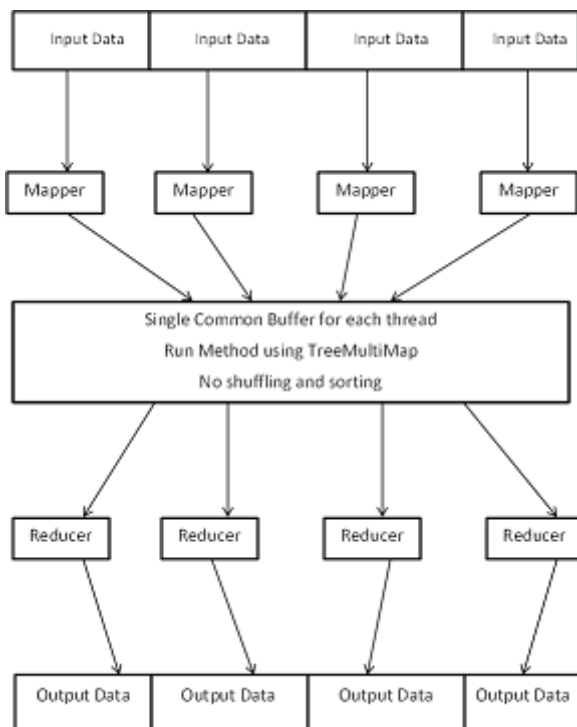 Input Data Input Data Input Data Input Data
Mapper Mapper Mapper Mapper
Single Common Buffer for each thread
Run Method using TreeMultiMap
No shuffling and sorting
Reducer Reducer Reducer Reducer
Output Data Output Data Output Data Output Data